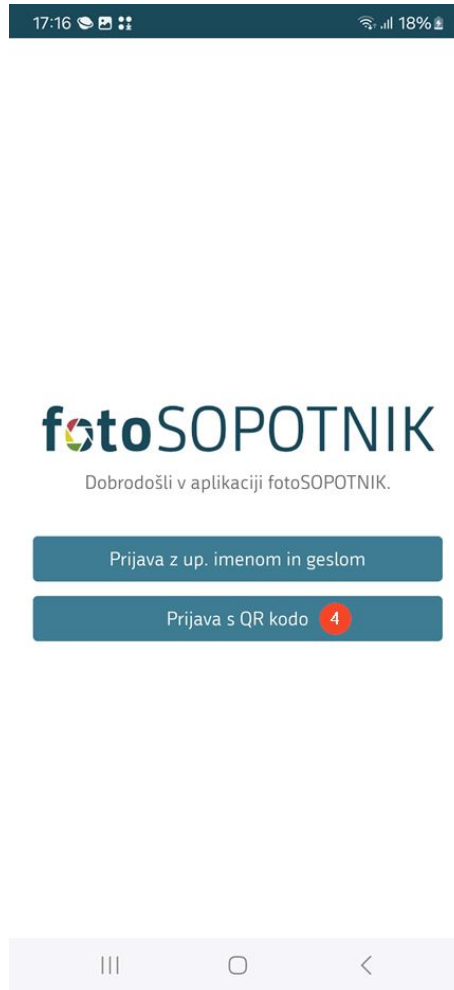 17:16
18%
fotoSOPOTNIK
Dobrodošli v aplikaciji fotoSOPOTNIK.
Prijava z up. imenom in geslom
Prijava s QR kodo 4